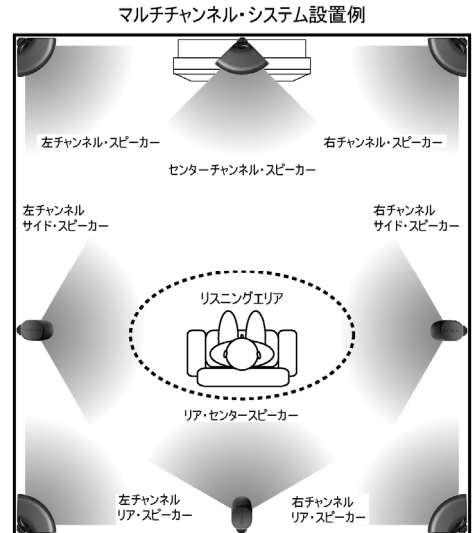 マルチチャンネル・システム設置例
左チャンネル・スピーカー
右チャンネル・スピーカー
センターチャンネル・スピーカー
左チャンネル
サイド・スピーカー
右チャンネル
サイド・スピーカー
リスニングエリア
リア・センタースピーカー
左チャンネル
リア・スピーカー
右チャンネル
リア・スピーカー